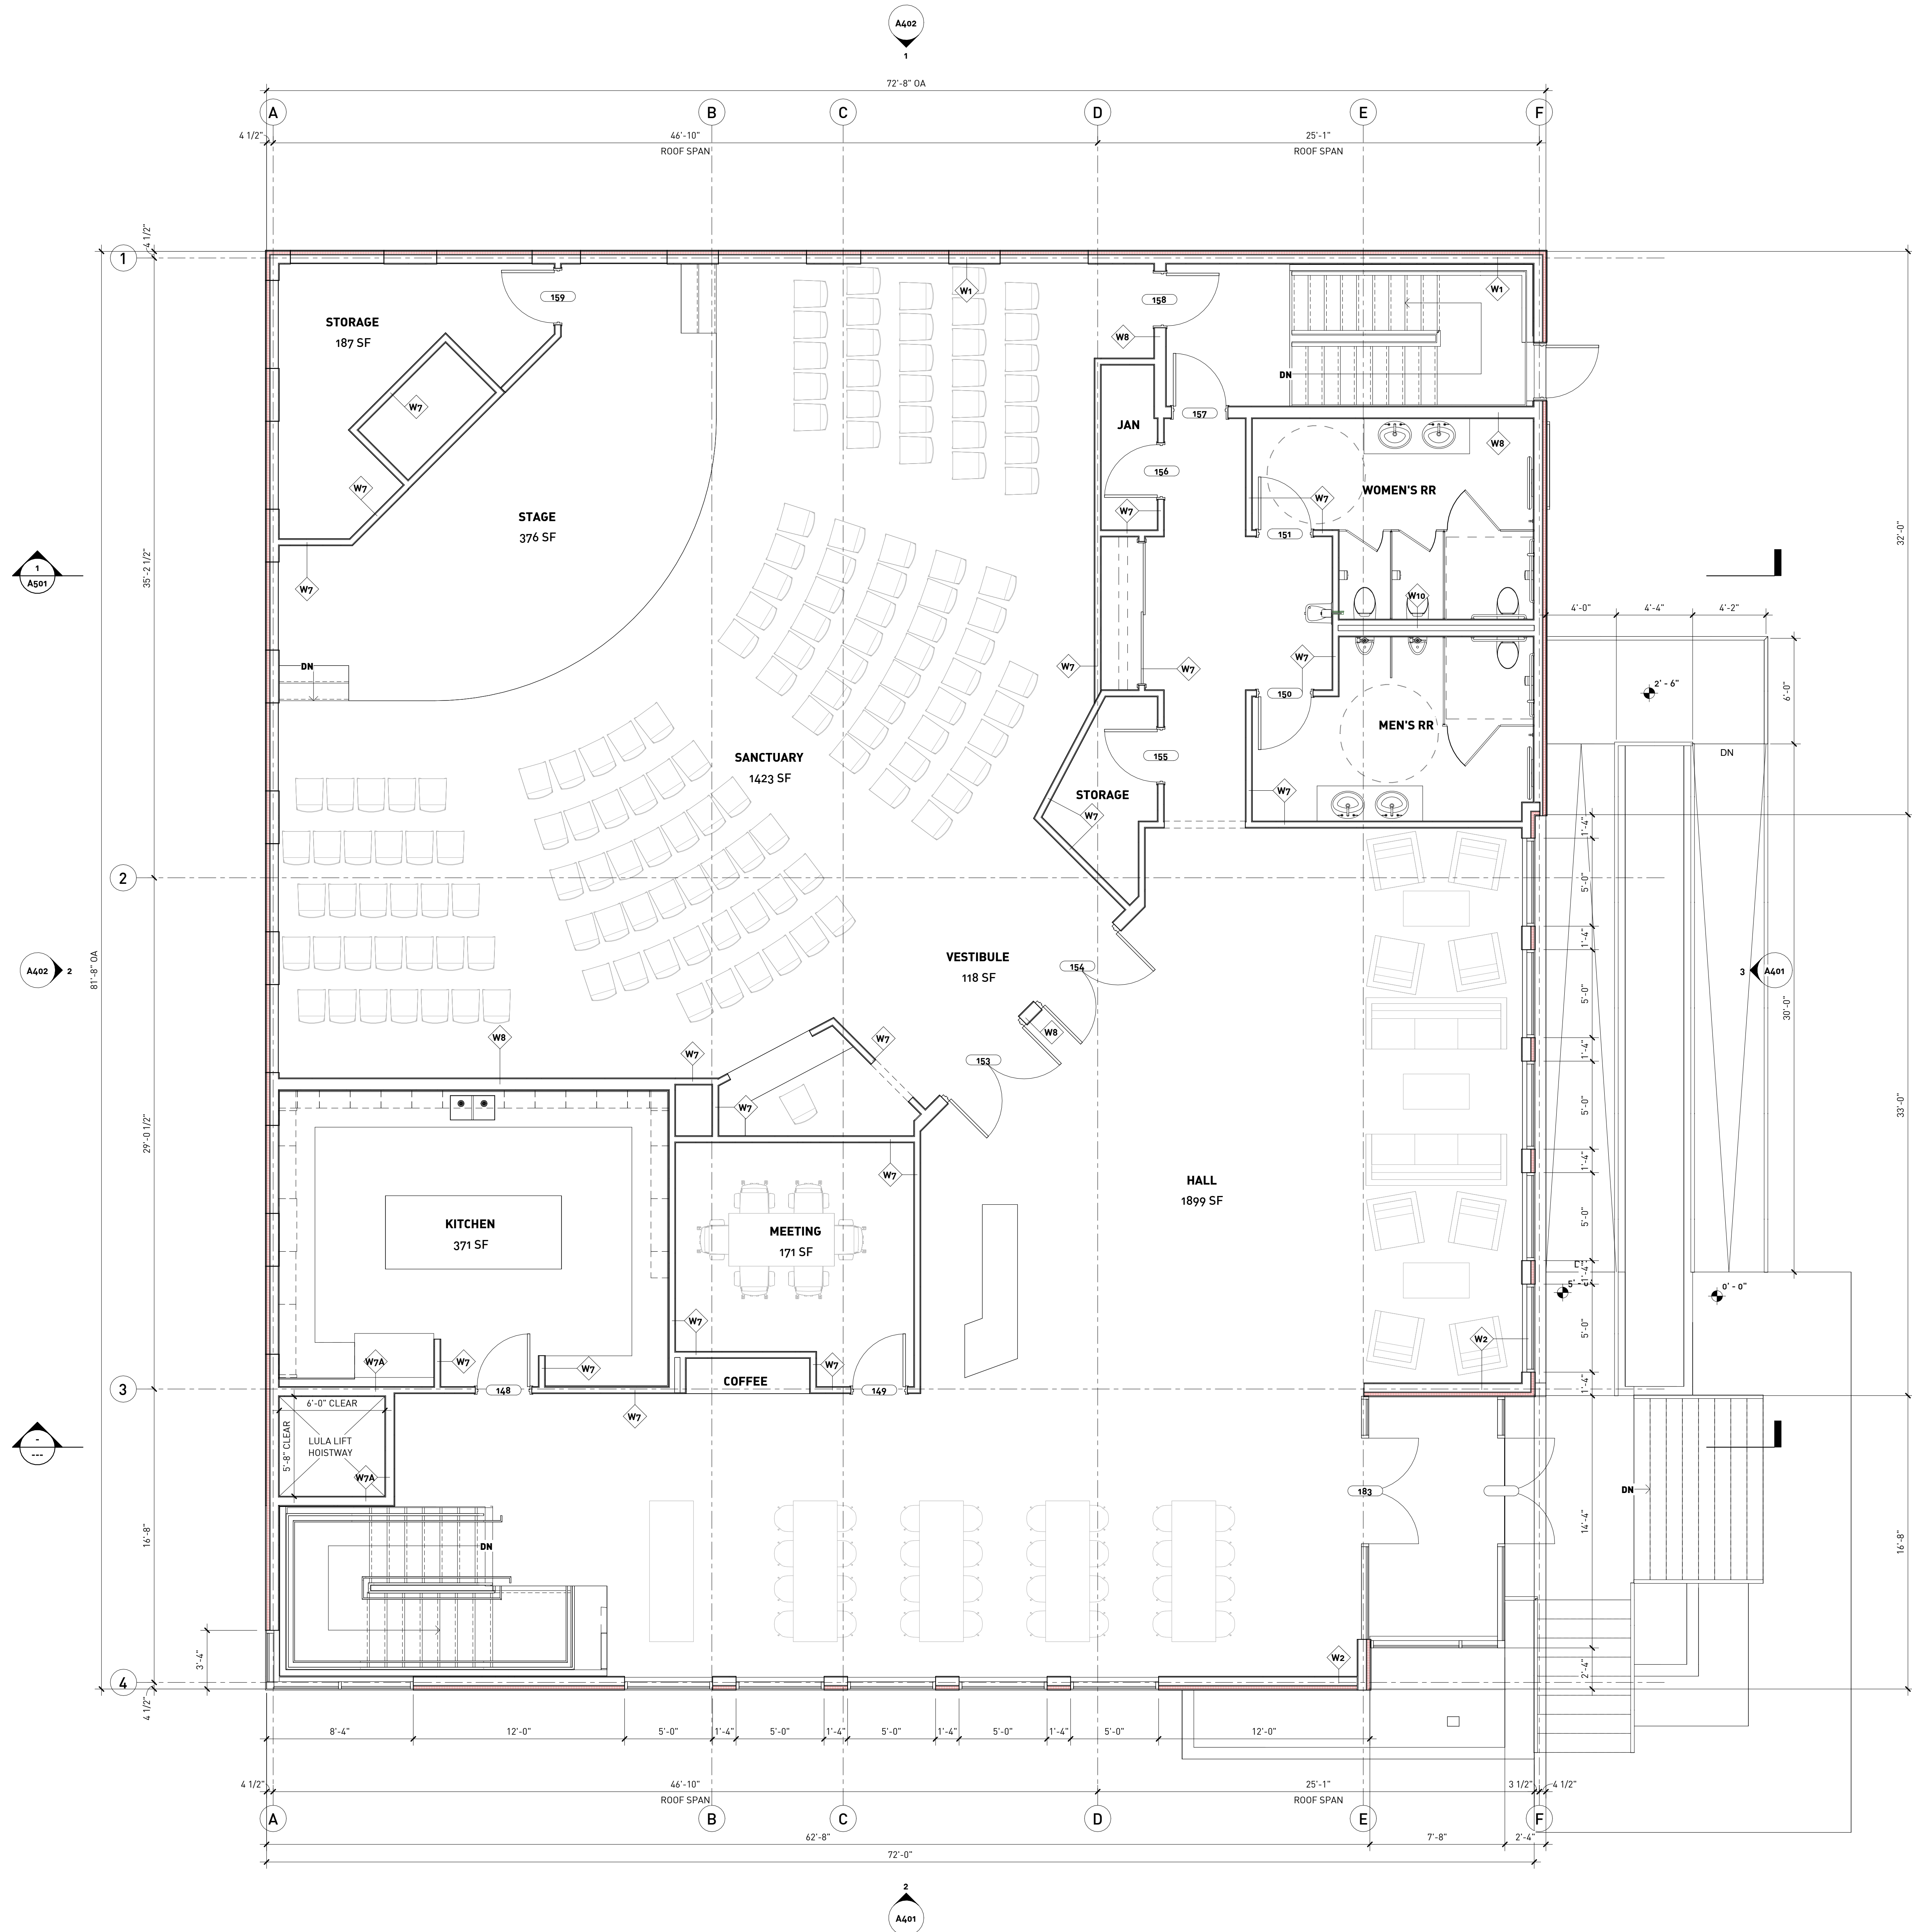 A402
1
72'-8" OA
A
B
C
D
E
F
4 1/2"
46'-10"
25'-1"
ROOF SPAN
ROOF SPAN
4 1/2"
1
159
158
W1
W1
STORAGE
187 SF
W8
DN
W7
157
JAN
W8
156
W7
WOMEN'S RR
W7
W7
STAGE
376 SF
151
32'-0"
35'-2 1/2"
1
A501
W7
W10
4'-0"
4'-4"
4'-2"
DN
W7
W7
W7
150
2' - 6"
6'-0"
MEN'S RR
DN
SANCTUARY
1423 SF
155
STORAGE
W7
W7
1'-4"
2
5'-0"
1'-4"
VESTIBULE
118 SF
154
A402
2
81'-8" OA
3
A401
5'-0"
30'-0"
W8
W8
W7
W7
153
1'-4"
5'-0"
W7
33'-0"
29'-0 1/2"
1'-4"
W7
HALL
1899 SF
KITCHEN
371 SF
MEETING
171 SF
5'-0"
1'-4"
0' - 0"
W7
W2
5'-0"
W7A
W7
W7
W7
COFFEE
3
148
149
1'-4"
6'-0" CLEAR
W7
5'-8" CLEAR
LULA LIFT
HOISTWAY
-
---
W7A
183
DN
14'-4"
16'-8"
16'-8"
DN
3'-4"
W2
2'-4"
4
4 1/2"
8'-4"
12'-0"
5'-0"
1'-4"
5'-0"
1'-4"
5'-0"
1'-4"
5'-0"
1'-4"
5'-0"
12'-0"
4 1/2"
46'-10"
25'-1"
3 1/2"
4 1/2"
ROOF SPAN
ROOF SPAN
A
B
C
D
E
F
62'-8"
7'-8"
2'-4"
72'-0"
2
A401